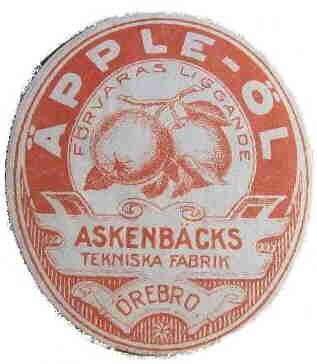 ÄPPLE-ÖL
FÖRVARAS LIGGANDE
ASKENBÄCKS
TEKNISKA FABRIK
ÖREBRO